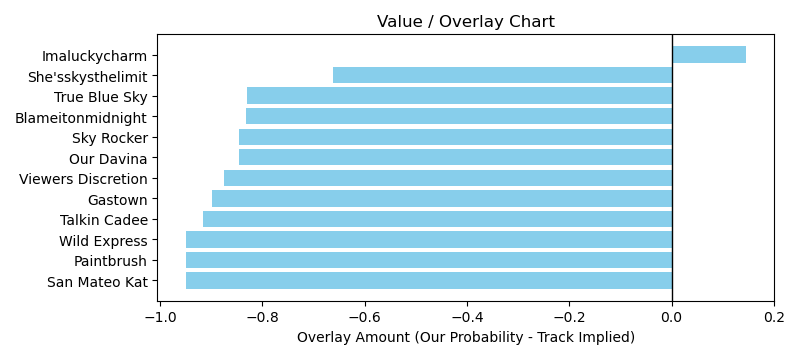 Value / Overlay Chart
Imaluckycharm
She'sskysthelimit
True Blue Sky
Blameitonmidnight
Sky Rocker
Our Davina
Viewers Discretion
Gastown
Talkin Cadee
Wild Express
Paintbrush
San Mateo Kat
−1.0 −0.8 −0.6 −0.4 −0.2 0.0 0.2
Overlay Amount (Our Probability - Track Implied)